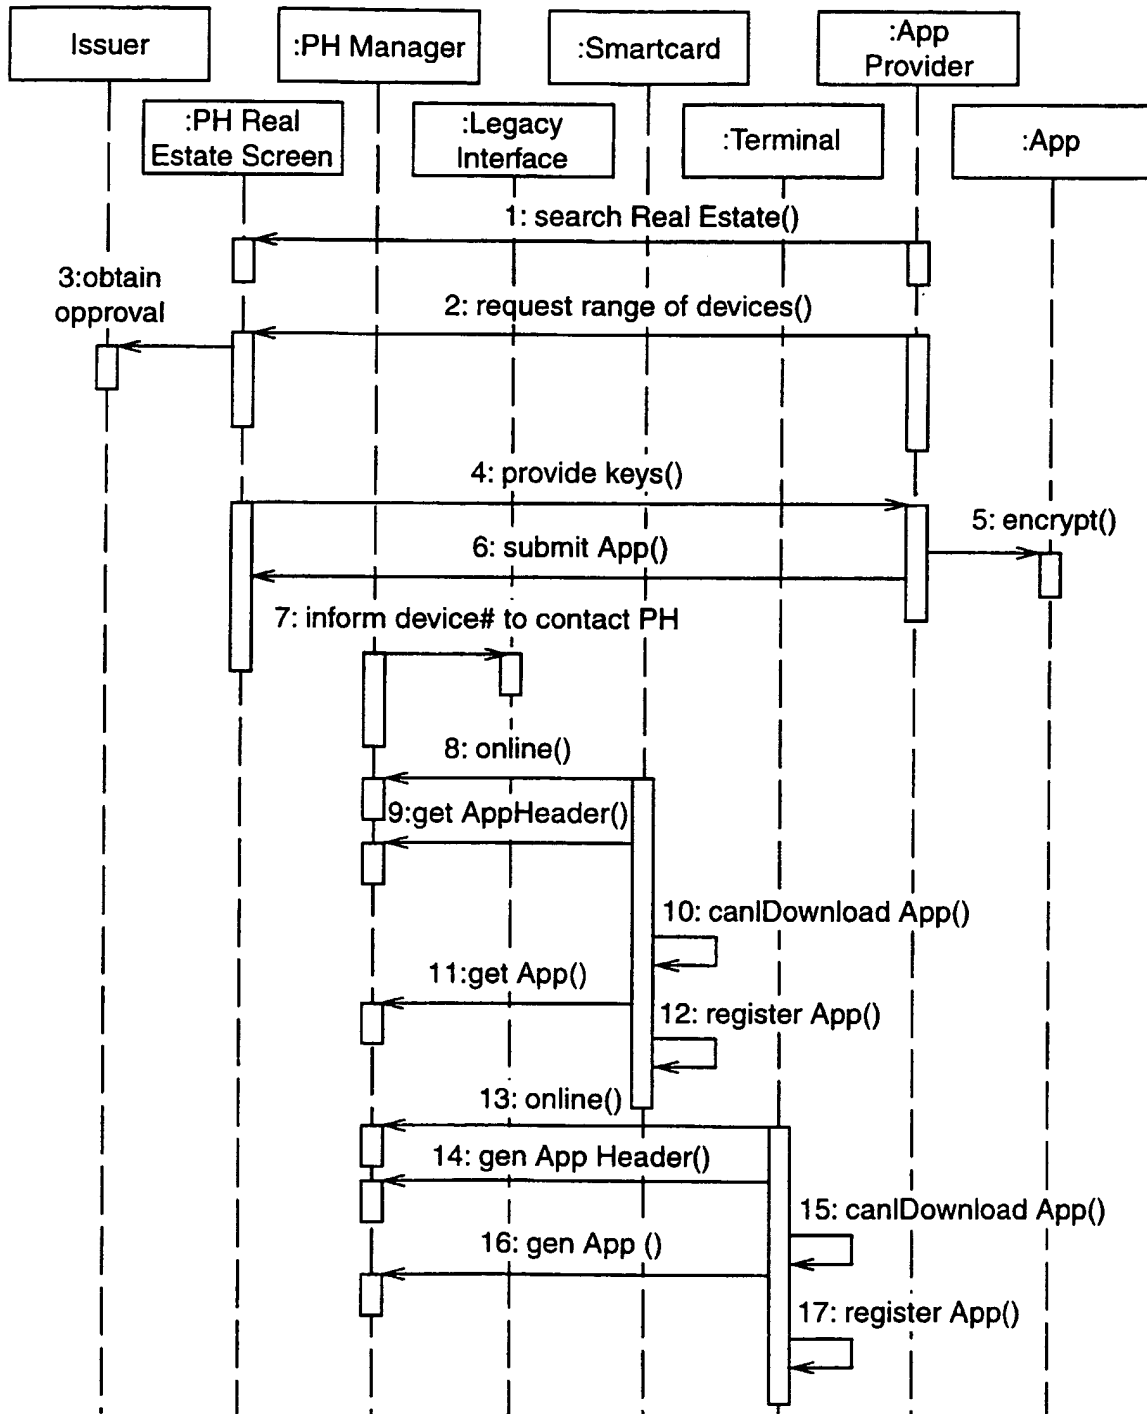 Issuer
:PH Manager
:Smartcard
:App
Provider
:PH Real
Estate Screen
:Legacy
Interface
:Terminal
:App
1: search Real Estate()
3:obtain
opproval
2: request range of devices()
4: provide keys()
5: encrypt()
6: submit App()
7: inform device# to contact PH
8: online()
9:get AppHeader()
10: canIDownload App()
11:get App()
12: register App()
13: online()
14: gen App Header()
15: canIDownload App()
16: gen App ()
17: register App()